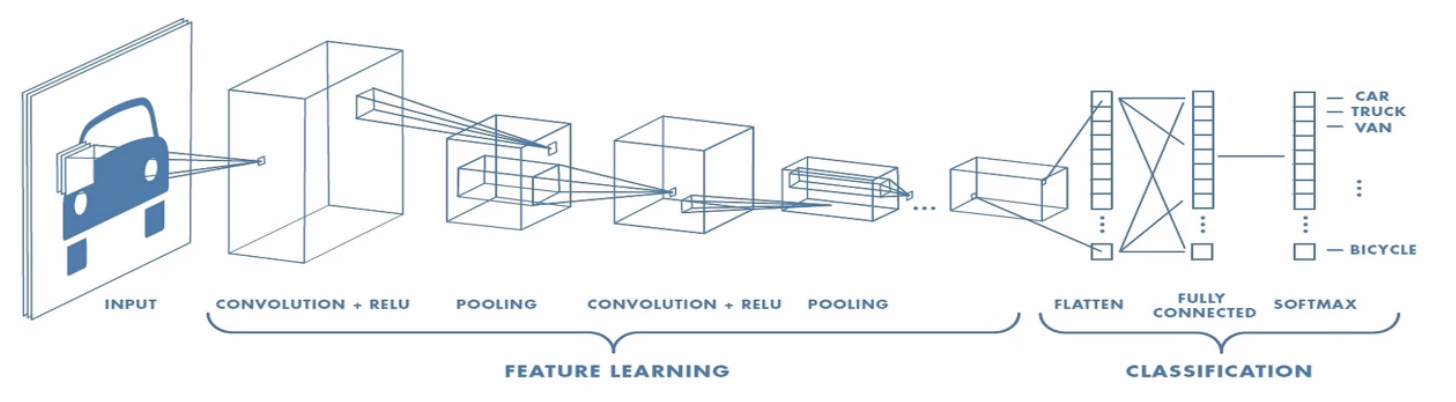 CAR
TRUCK
VAN
BICYCLE
INPUT
CONVOLUTION + RELU
POOLING
CONVOLUTION + RELU
POOLING
FLATTEN
FULLY
CONNECTED
SOFTMAX
FEATURE LEARNING
CLASSIFICATION